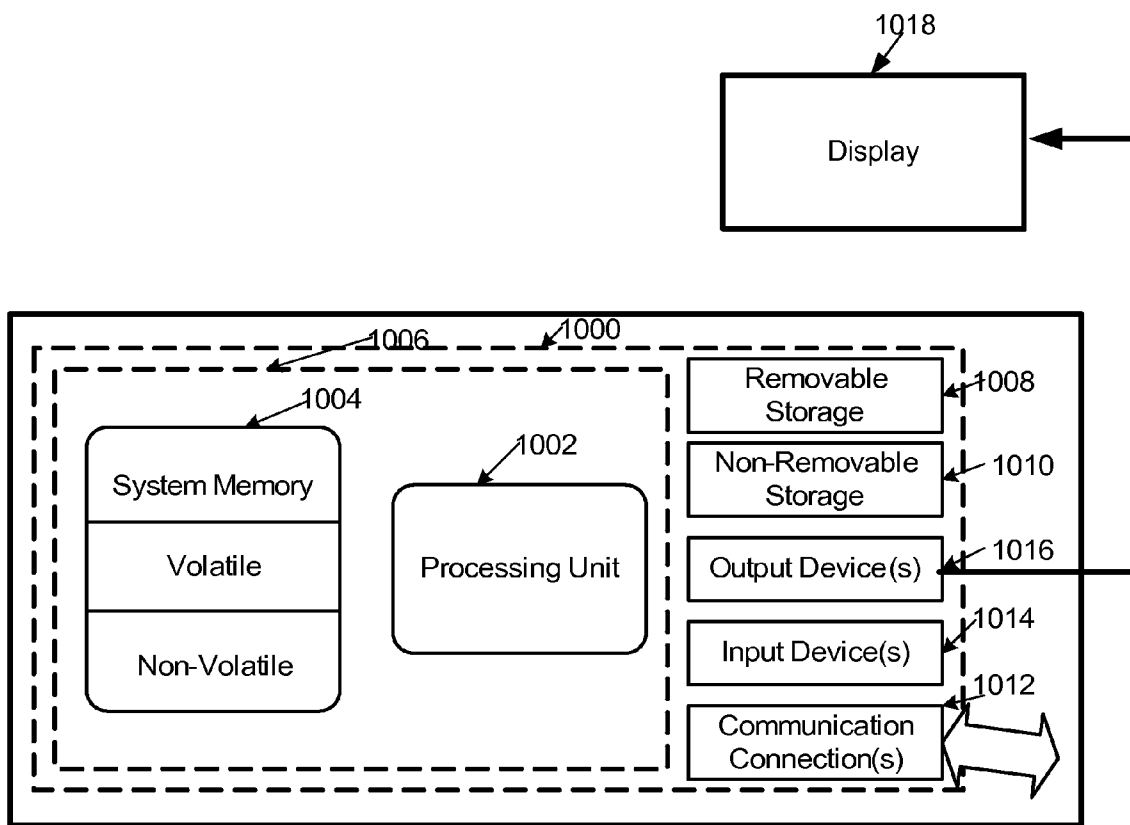 1018
Display
1000
1006
Removable
Storage
1008
1004
1002
Non-Removable
Storage
1010
System Memory
Volatile
Processing Unit
Output Device(s)
1016
Non-Volatile
Input Device(s)
1014
1012
Communication
Connection(s)